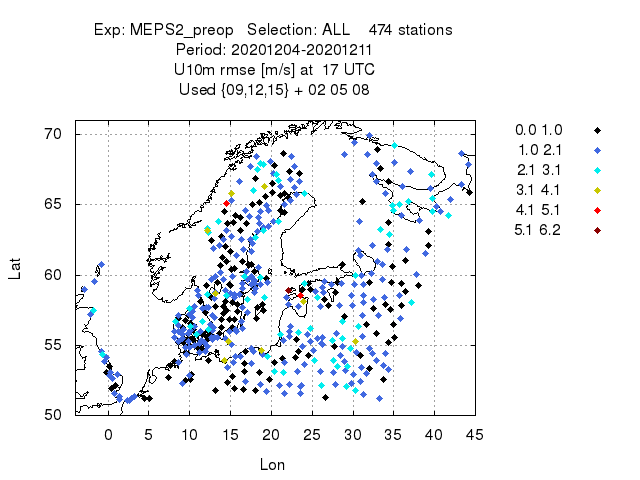 Exp: MEPS2_preop   Selection: ALL    474 stations
Period: 20201204-20201211
U10m rmse [m/s] at  17 UTC
Used {09,12,15} + 02 05 08
0.0 1.0
1.0 2.1
2.1 3.1
3.1 4.1
4.1 5.1
5.1 6.2
70
65
60
55
50
Lat
0 5 10 15 20 25 30 35 40 45
Lon